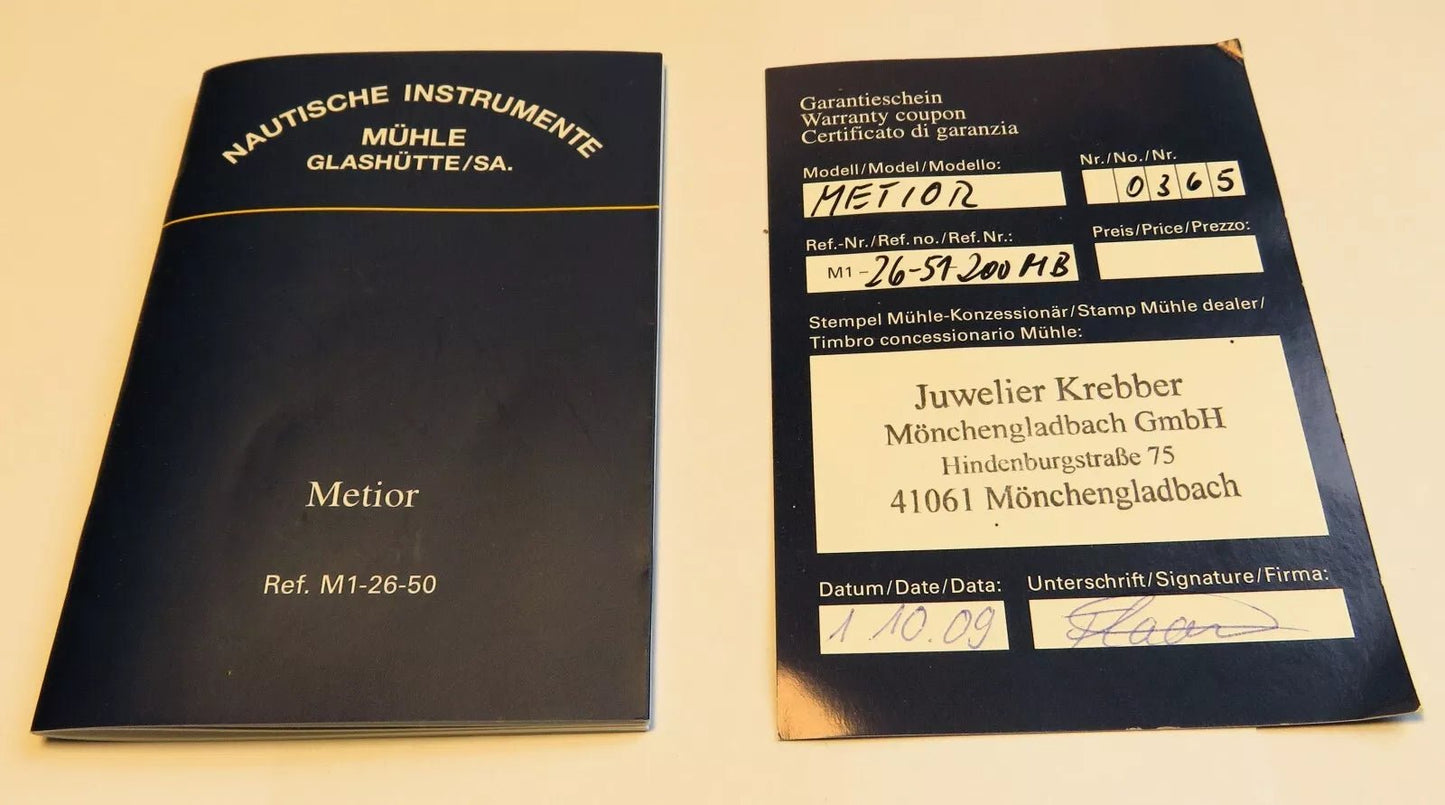 NAUTISCHE INSTRUMENTE
MÜHLE
GLASHÜTTE/SA.
Metior
Ref. M1-26-50
Garantieschein
Warranty coupon
Certificato di garanzia
Modell/Model/Modello:
Nr./No./Nr.
METIOR
0365
Ref.-Nr./Ref. no./Ref. Nr.:
Preis/Price/Prezzo:
M1-26-51-200 MB
Stempel Mühle-Konzessionär/Stamp Mühle dealer/
Timbro concessionario Mühle:
Juwelier Krebber
Mönchengladbach GmbH
Hindenburgstraße 75
41061 Mönchengladbach
Datum/Date/Data:
Unterschrift/Signature/Firma:
1 10.09